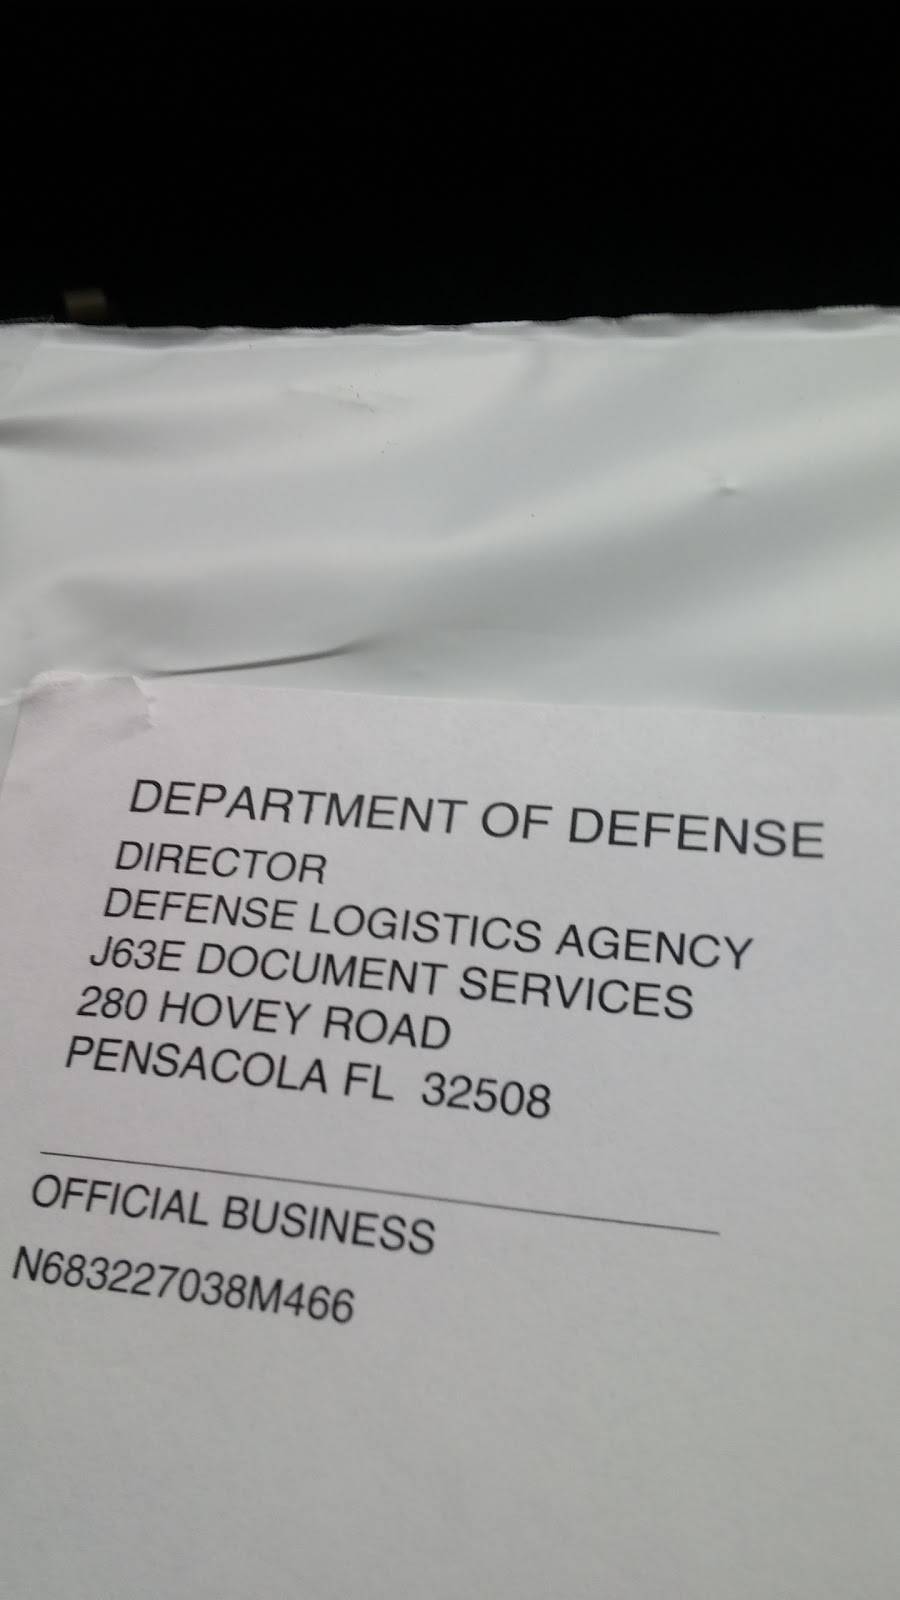 DEPARTMENT OF DEFENSE
DIRECTOR
DEFENSE LOGISTICS AGENCY
J63E DOCUMENT SERVICES
280 HOVEY ROAD
PENSACOLA FL 32508
OFFICIAL BUSINESS
N683227038M466